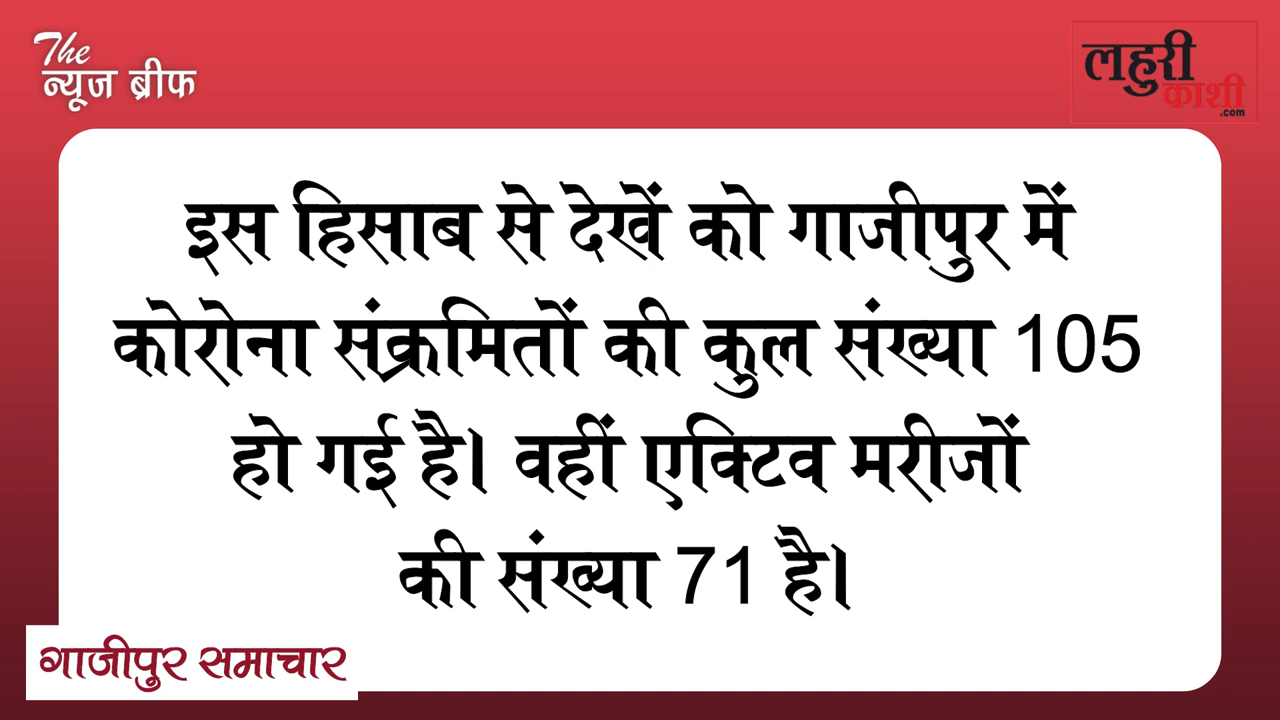 The
न्यूज ब्रीफ
लहुरी
काशी
.com
इस हिसाब से देखें को गाजीपुर में
कोरोना संक्रमितों की कुल संख्या 105
हो गई है। वहीं एक्टिव मरीजों
की संख्या 71 है।
गाजीपुर समाचार